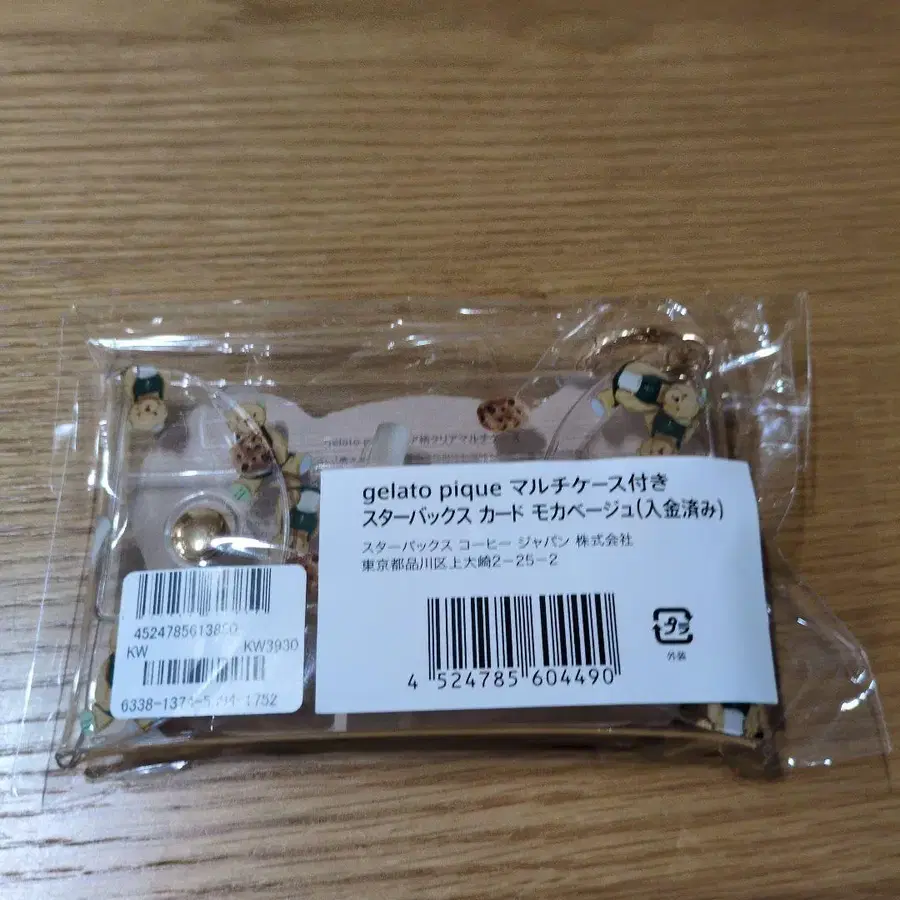 gelato pique マルチケース付き
スターバックス カード モカベージュ(入金済み)
スターバックス コーヒー ジャパン 株式会社
東京都品川区上大崎2-25-2
4 524785 604490
プラ
外装
KW
KW3930